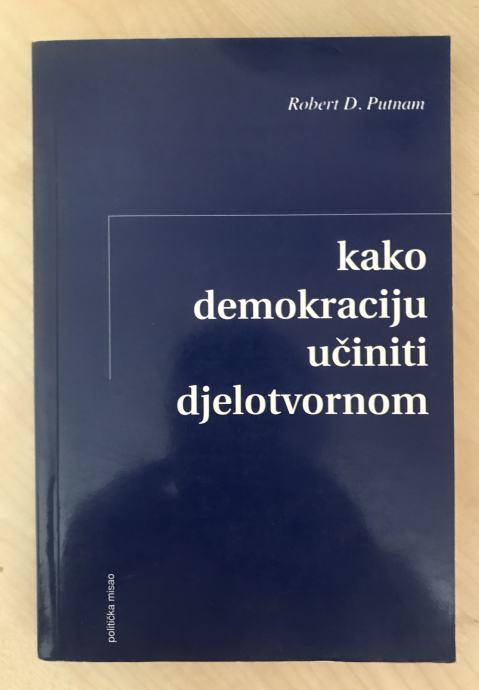 Robert D. Putnam
kako
demokraciju
učiniti
djelotvornom
politička misao